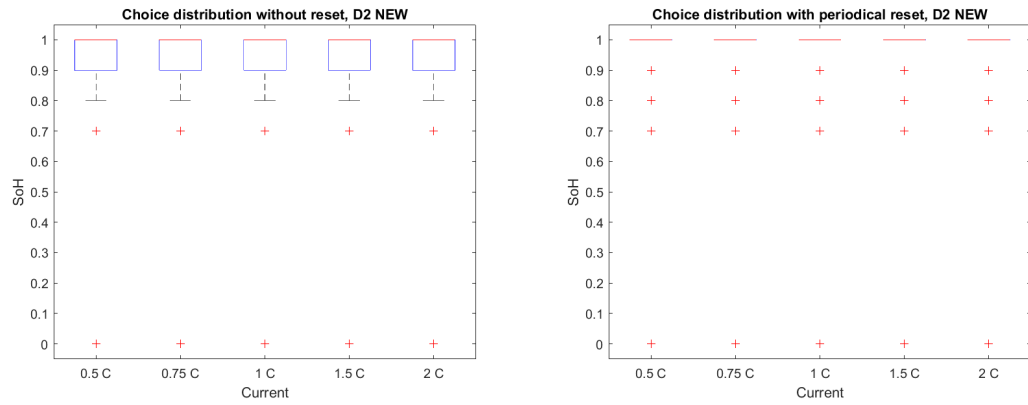 Choice distribution without reset, D2 NEW
1
0.9
0.8
0.7
0.6
0.5
0.4
0.3
0.2
0.1
0
SoH
0.5 C 0.75 C 1 C 1.5 C 2 C
Current
Choice distribution with periodical reset, D2 NEW
1
0.9
0.8
0.7
0.6
0.5
0.4
0.3
0.2
0.1
0
SoH
0.5 C 0.75 C 1 C 1.5 C 2 C
Current